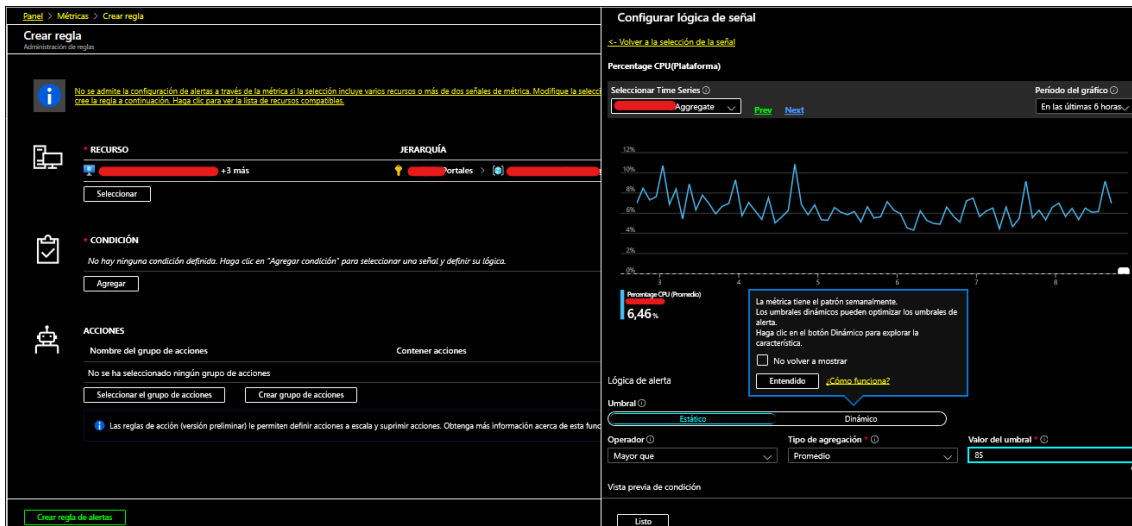 Panel > Métricas > Crear regla
Crear regla
Administración de reglas
No se admite la configuración de alertas a través de la métrica si la selección incluye varios recursos o más de dos señales de métrica. Modifique la selecci
cree la regla a continuación. Haga clic para ver la lista de recursos compatibles.
* RECURSO
JERARQUÍA
+3 más
Portales >
Seleccionar
* CONDICIÓN
No hay ninguna condición definida. Haga clic en "Agregar condición" para seleccionar una señal y definir su lógica.
Agregar
ACCIONES
Nombre del grupo de acciones
Contener acciones
No se ha seleccionado ningún grupo de acciones
Seleccionar el grupo de acciones
Crear grupo de acciones
Las reglas de acción (versión preliminar) le permiten definir acciones a escala y suprimir acciones. Obtenga más información acerca de esta func
Crear regla de alertas
Configurar lógica de señal
<- Volver a la selección de la señal
Percentage CPU(Plataforma)
Seleccionar Time Series
Aggregate
Prev
Next
Período del gráfico
En las últimas 6 horas
12%
10%
8%
6%
4%
2%
0%
3
4
5
6
7
8
Percentage CPU (Promedio)
6,46%
La métrica tiene el patrón semanalmente.
Los umbrales dinámicos pueden optimizar los umbrales de
alerta.
Haga clic en el botón Dinámico para explorar la
característica.
No volver a mostrar
Entendido
¿Cómo funciona?
Lógica de alerta
Umbral
Estático
Dinámico
Operador
Tipo de agregación *
Valor del umbral *
Mayor que
Promedio
85
Vista previa de condición
Listo